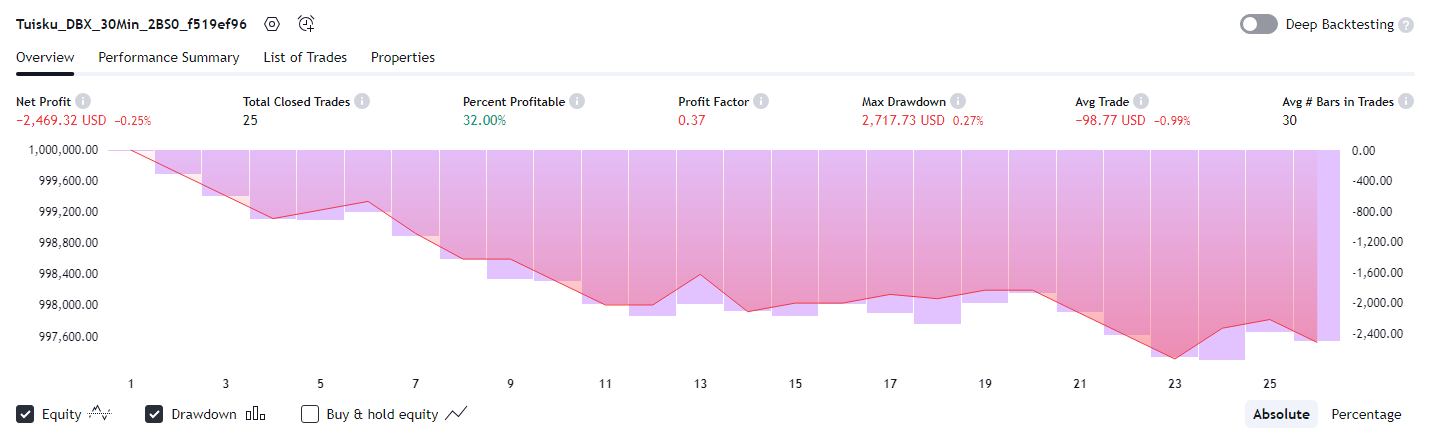 Tuisku_DBX_30Min_2BS0_f519ef96 Deep Backtesting ?
Overview Performance Summary List of Trades Properties
Net Profit i Total Closed Trades i Percent Profitable i Profit Factor i Max Drawdown i Avg Trade i Avg # Bars in Trades i
−2,469.32 USD −0.25% 25 32.00% 0.37 2,717.73 USD 0.27% −98.77 USD −0.99% 30
1,000,000.00 0.00
999,600.00 -400.00
999,200.00 -800.00
998,800.00 -1,200.00
998,400.00 -1,600.00
998,000.00 -2,000.00
997,600.00 -2,400.00
1 3 5 7 9 11 13 15 17 19 21 23 25
Equity Drawdown Buy & hold equity Absolute Percentage